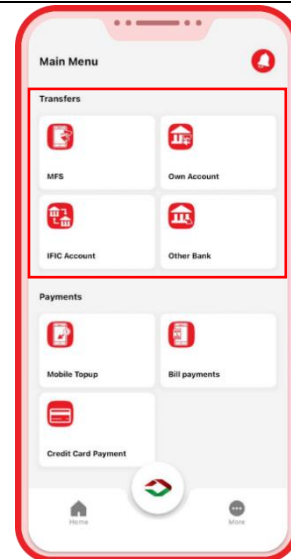 Main Menu
Transfers
MFS
Own Account
IFIC Account
Other Bank
Payments
Mobile Topup
Bill payments
Credit Card Payment
Home
More